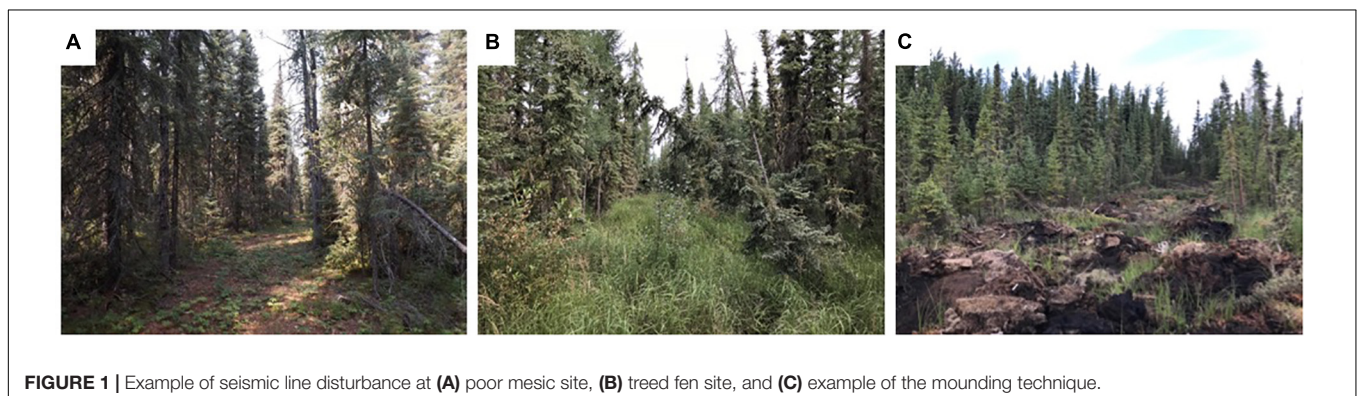 A
B
C
FIGURE 1 | Example of seismic line disturbance at (A) poor mesic site, (B) treed fen site, and (C) example of the mounding technique.